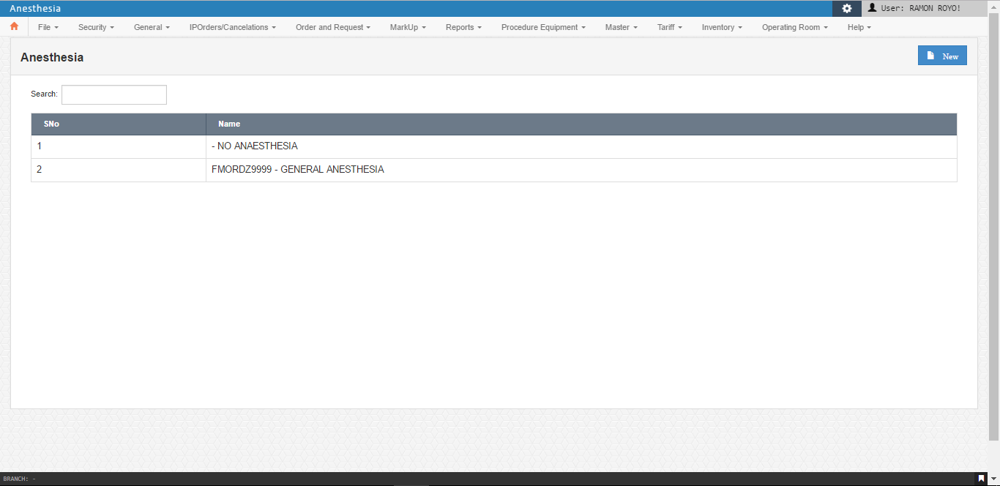 Anesthesia
User: RAMON ROYO!
File Security General IPOrders/Cancelations Order and Request MarkUp Reports Procedure Equipment Master Tariff Inventory Operating Room Help
Anesthesia
New
Search:
SNo Name
1 - NO ANAESTHESIA
2 FMORDZ9999 - GENERAL ANESTHESIA
BRANCH: -